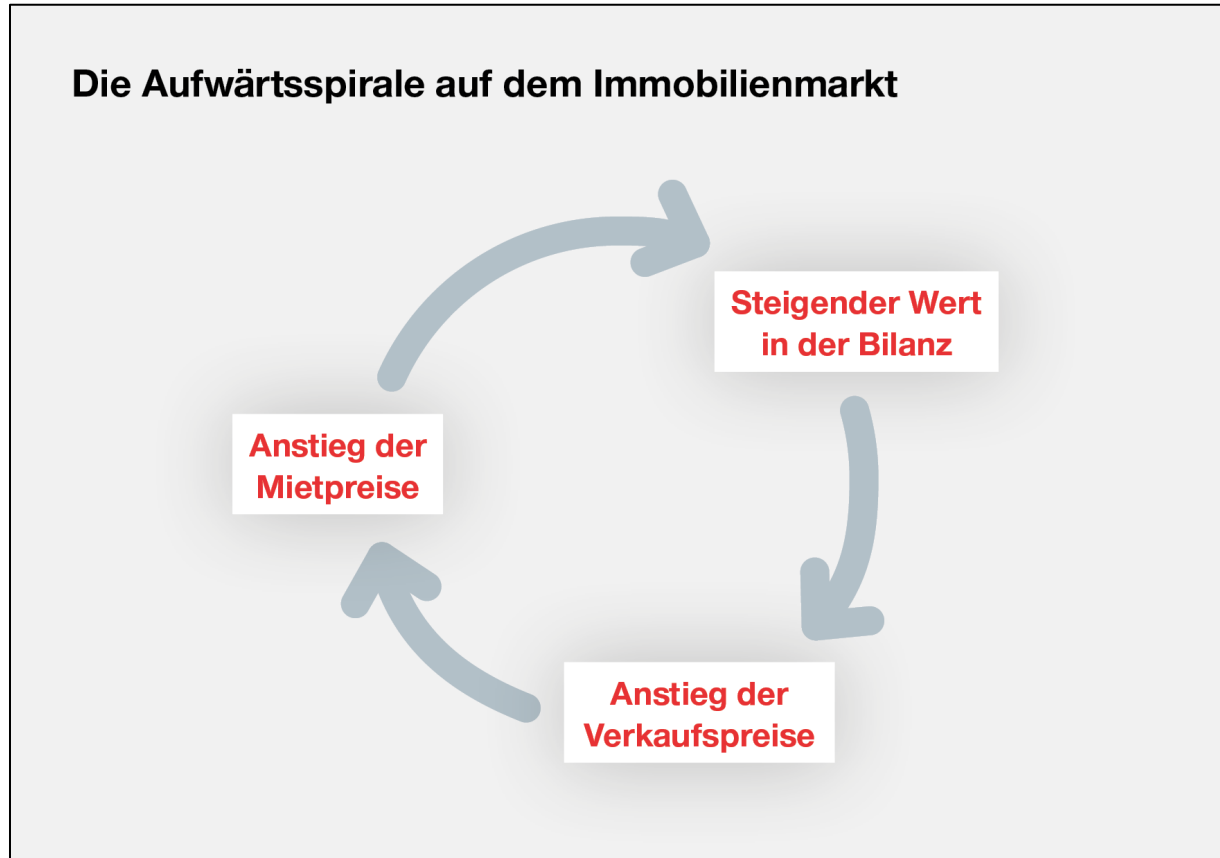 Die Aufwärtsspirale auf dem Immobilienmarkt
Steigender Wert
in der Bilanz
Anstieg der
Mietpreise
Anstieg der
Verkaufspreise